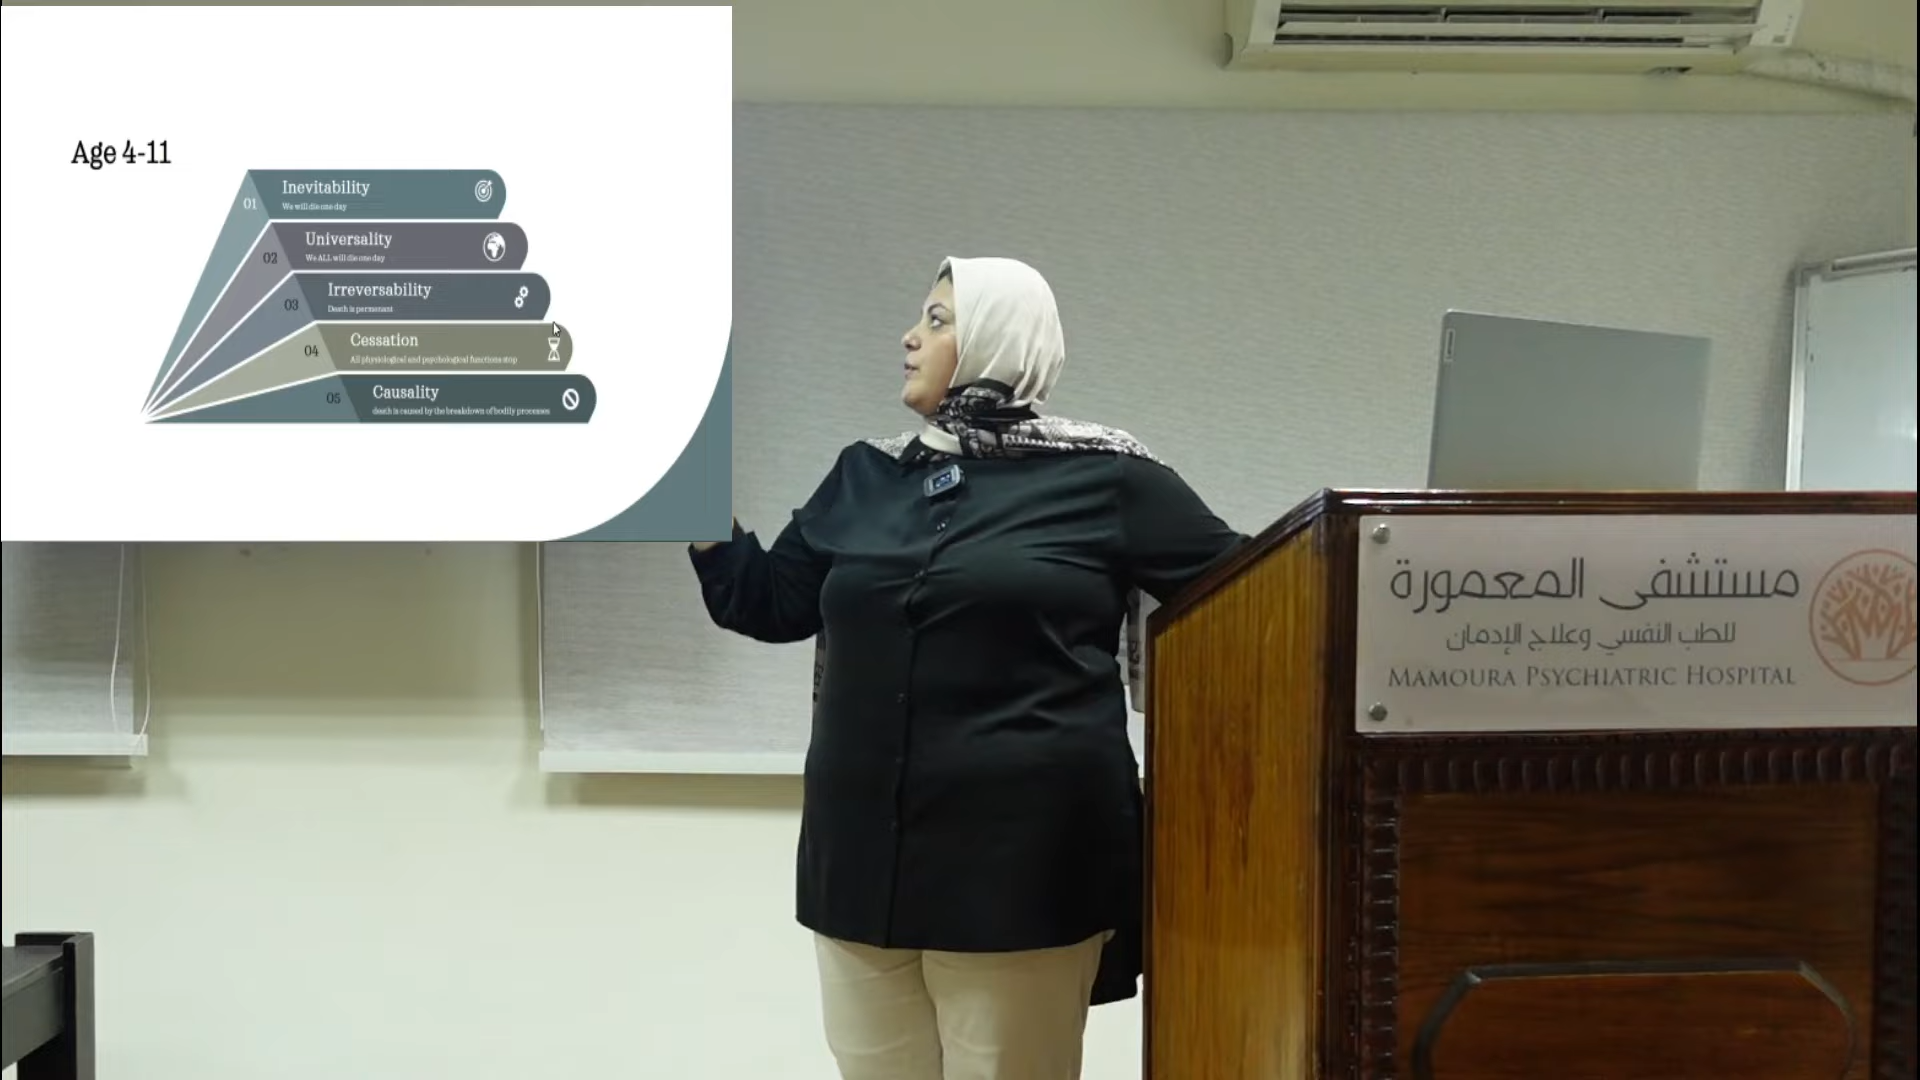 Age 4-11
01
Inevitability
We will die one day
02
Universality
We ALL will die one day
03
Irreversability
Death is permenant
04
Cessation
All physiological and psychological functions stop
05
Causality
death is caused by the breakdown of bodily processes
مستشفى المعمورة
للطب النفسي وعلاج الإدمان
MAMOURA PSYCHIATRIC HOSPITAL